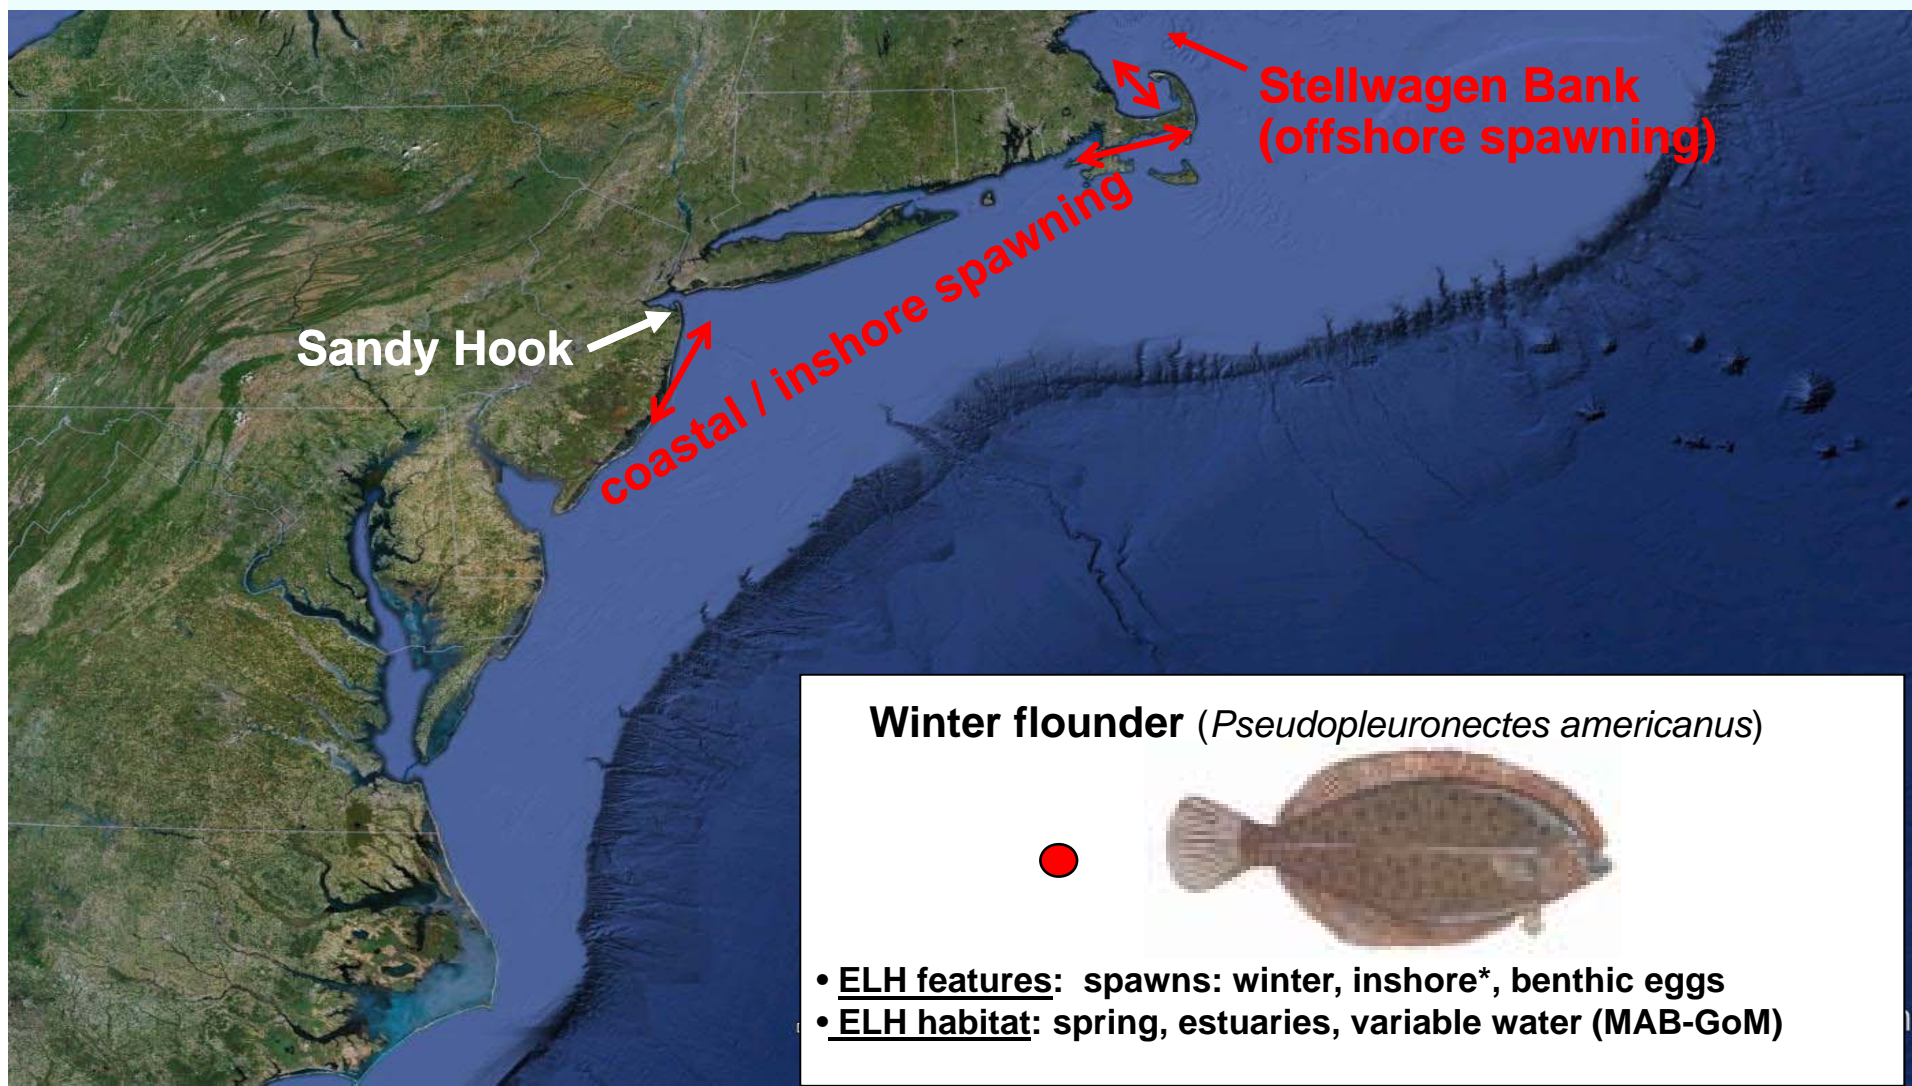 Stellwagen Bank
(offshore spawning)
coastal / inshore spawning
Sandy Hook
Winter flounder (Pseudopleuronectes americanus)
• ELH features: spawns: winter, inshore*, benthic eggs
• ELH habitat: spring, estuaries, variable water (MAB-GoM)